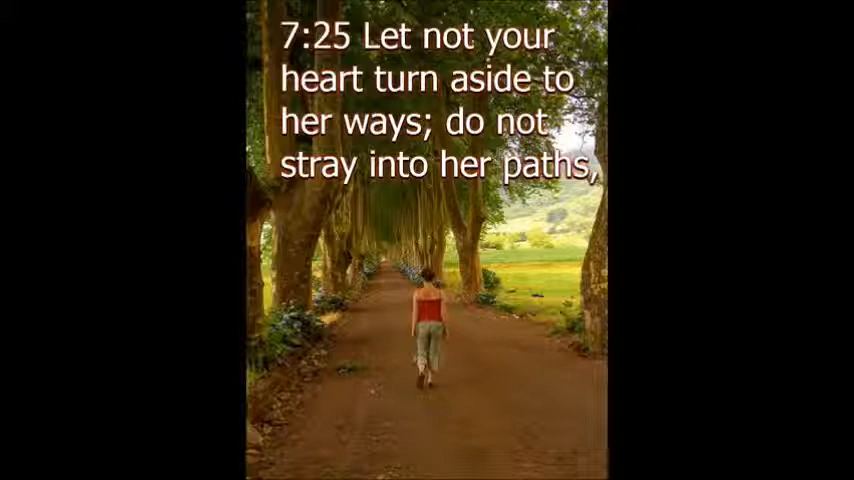 7:25 Let not your
heart turn aside to
her ways; do not
stray into her paths,